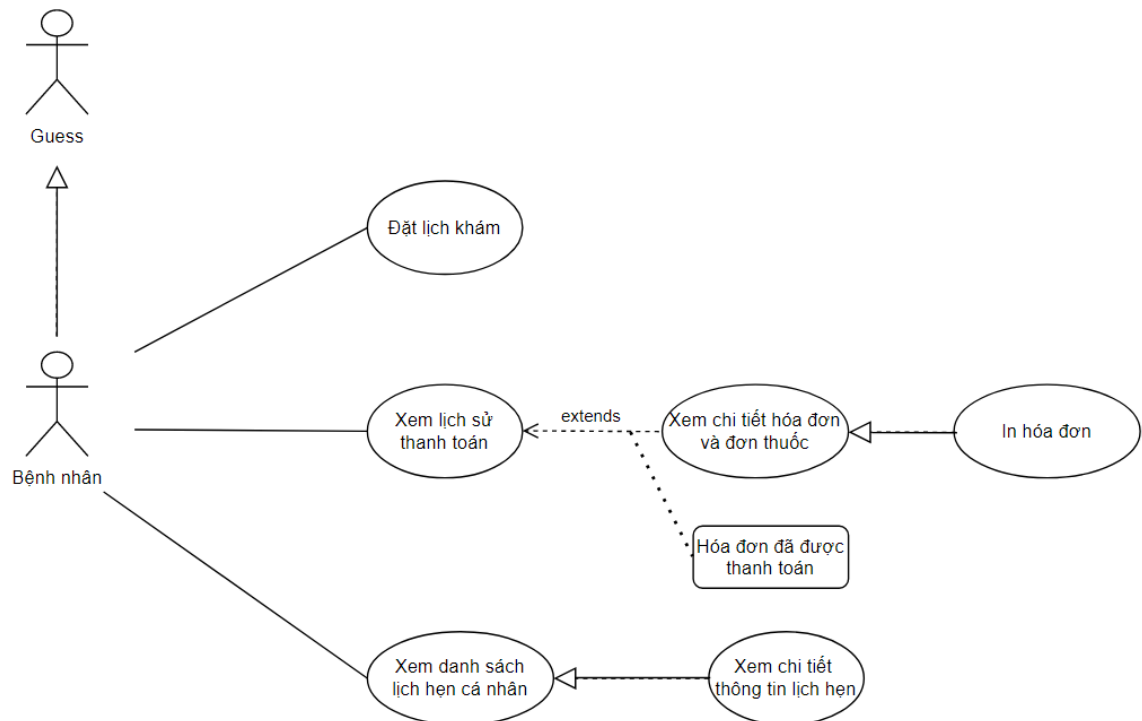 Guess
Đặt lịch khám
Xem lịch sử
thanh toán
extends
Xem chi tiết hóa đơn
và đơn thuốc
In hóa đơn
Bệnh nhân
Hóa đơn đã được
thanh toán
Xem danh sách
lịch hẹn cá nhân
Xem chi tiết
thông tin lịch hẹn